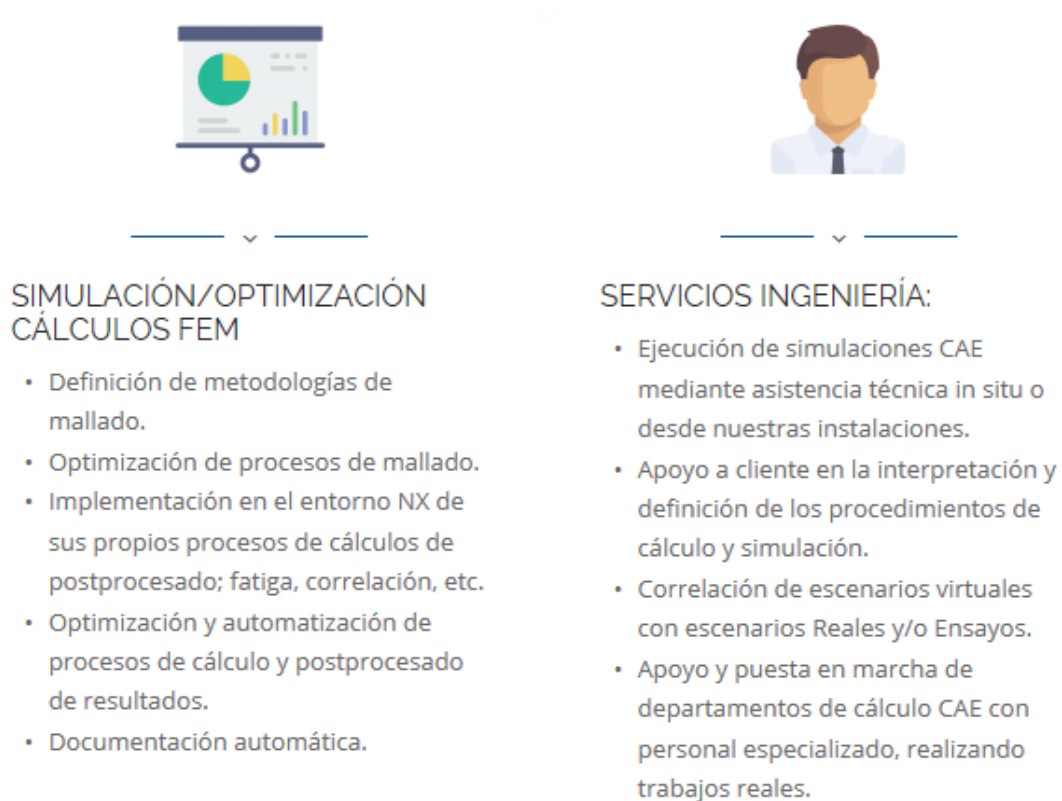 SIMULACIÓN/OPTIMIZACIÓN
CÁLCULOS FEM
• Definición de metodologías de
mallado.
• Optimización de procesos de mallado.
• Implementación en el entorno NX de
sus propios procesos de cálculos de
postprocesado; fatiga, correlación, etc.
• Optimización y automatización de
procesos de cálculo y postprocesado
de resultados.
• Documentación automática.
SERVICIOS INGENIERÍA:
• Ejecución de simulaciones CAE
mediante asistencia técnica in situ o
desde nuestras instalaciones.
• Apoyo a cliente en la interpretación y
definición de los procedimientos de
cálculo y simulación.
• Correlación de escenarios virtuales
con escenarios Reales y/o Ensayos.
• Apoyo y puesta en marcha de
departamentos de cálculo CAE con
personal especializado, realizando
trabajos reales.